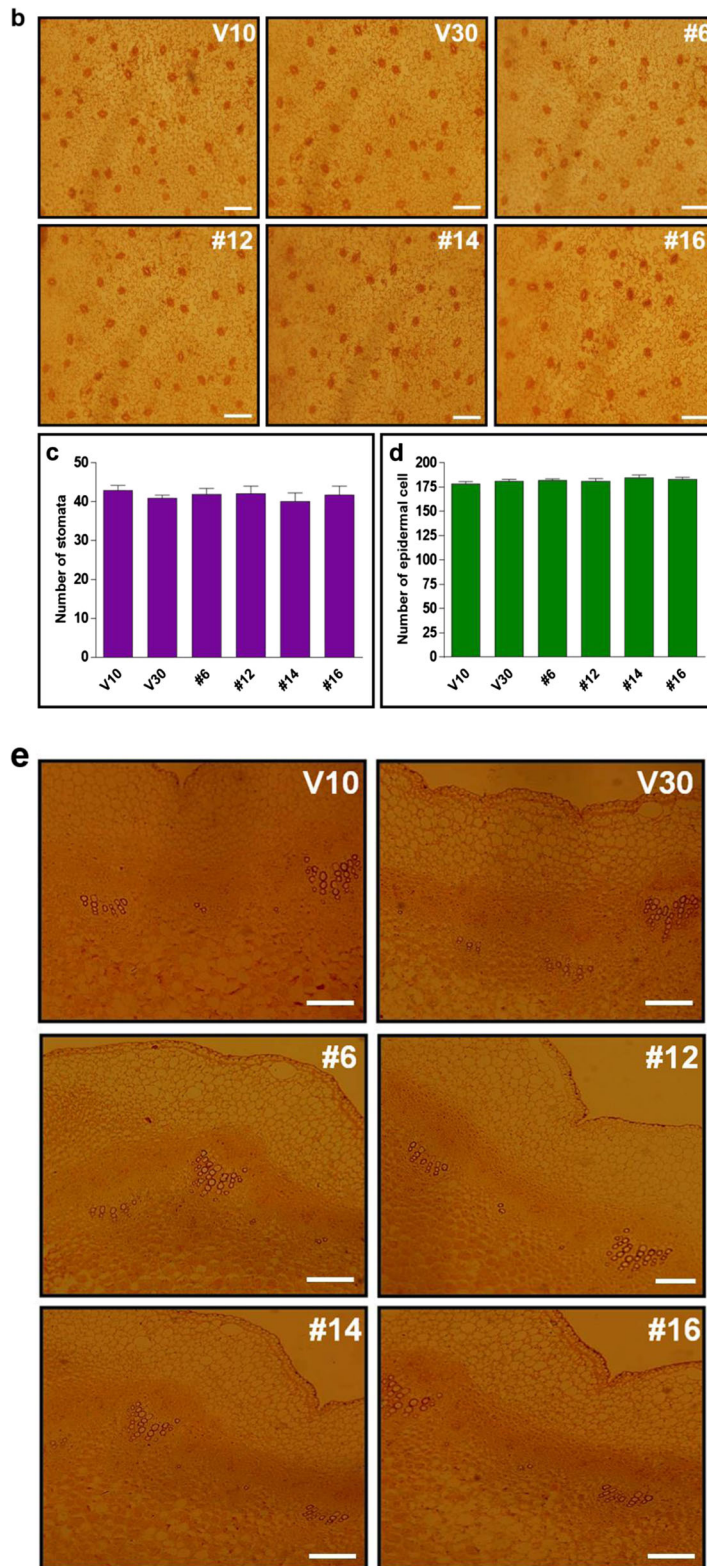 b
V10 V30 #6
#12 #14 #16
c
Number of stomata
50
40
30
20
10
0
V10 V30 #6 #12 #14 #16
d
Number of epidermal cell
200
175
150
125
100
75
50
25
0
V10 V30 #6 #12 #14 #16
e
V10 V30
#6 #12
#14 #16